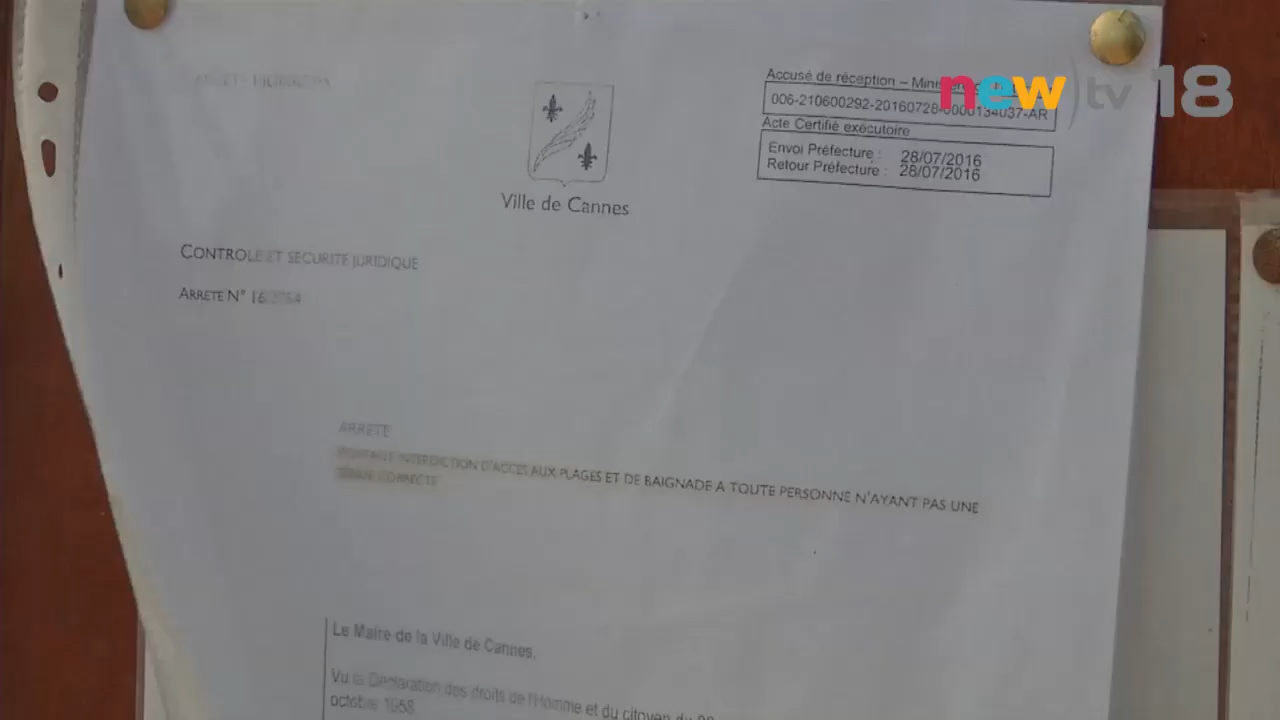 Accusé de réception –
new tv 18
006-210600292-20160728-0000134037-AR
Acte Certifié exécutoire
Envoi Préfecture : 28/07/2016
Retour Préfecture : 28/07/2016
Ville de Cannes
CONTROLE ET SECURITE JURIDIQUE
ARRETE N°
ARRETE
INTERDICTION D'ACCES AUX PLAGES ET DE BAIGNADE A TOUTE PERSONNE N'AYANT PAS UNE
CORRECTE
Le Maire de la Ville de Cannes,
Vu la Déclaration des droits de l'Homme et du citoyen du
octobre 1958